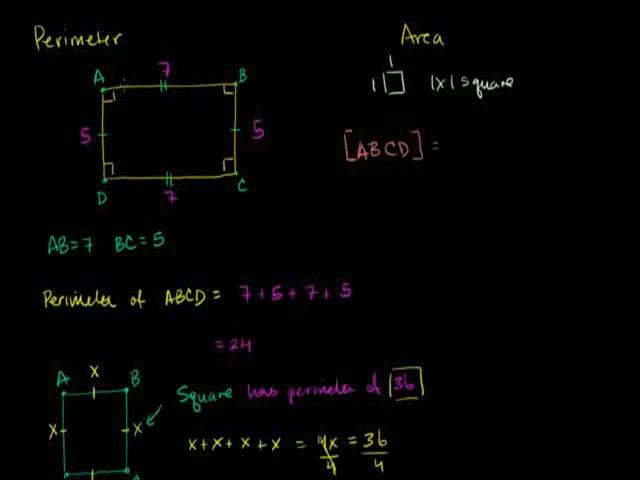 Perimeter
Area
A 7 B
1
1 1x1 square
5 5
[ABCD] =
D 7 C
AB=7 BC=5
Perimeter of ABCD = 7+5+7+5
=24
x
A B
Square has perimeter of 36
x x
x+x+x+x = 4x = 36
4 4